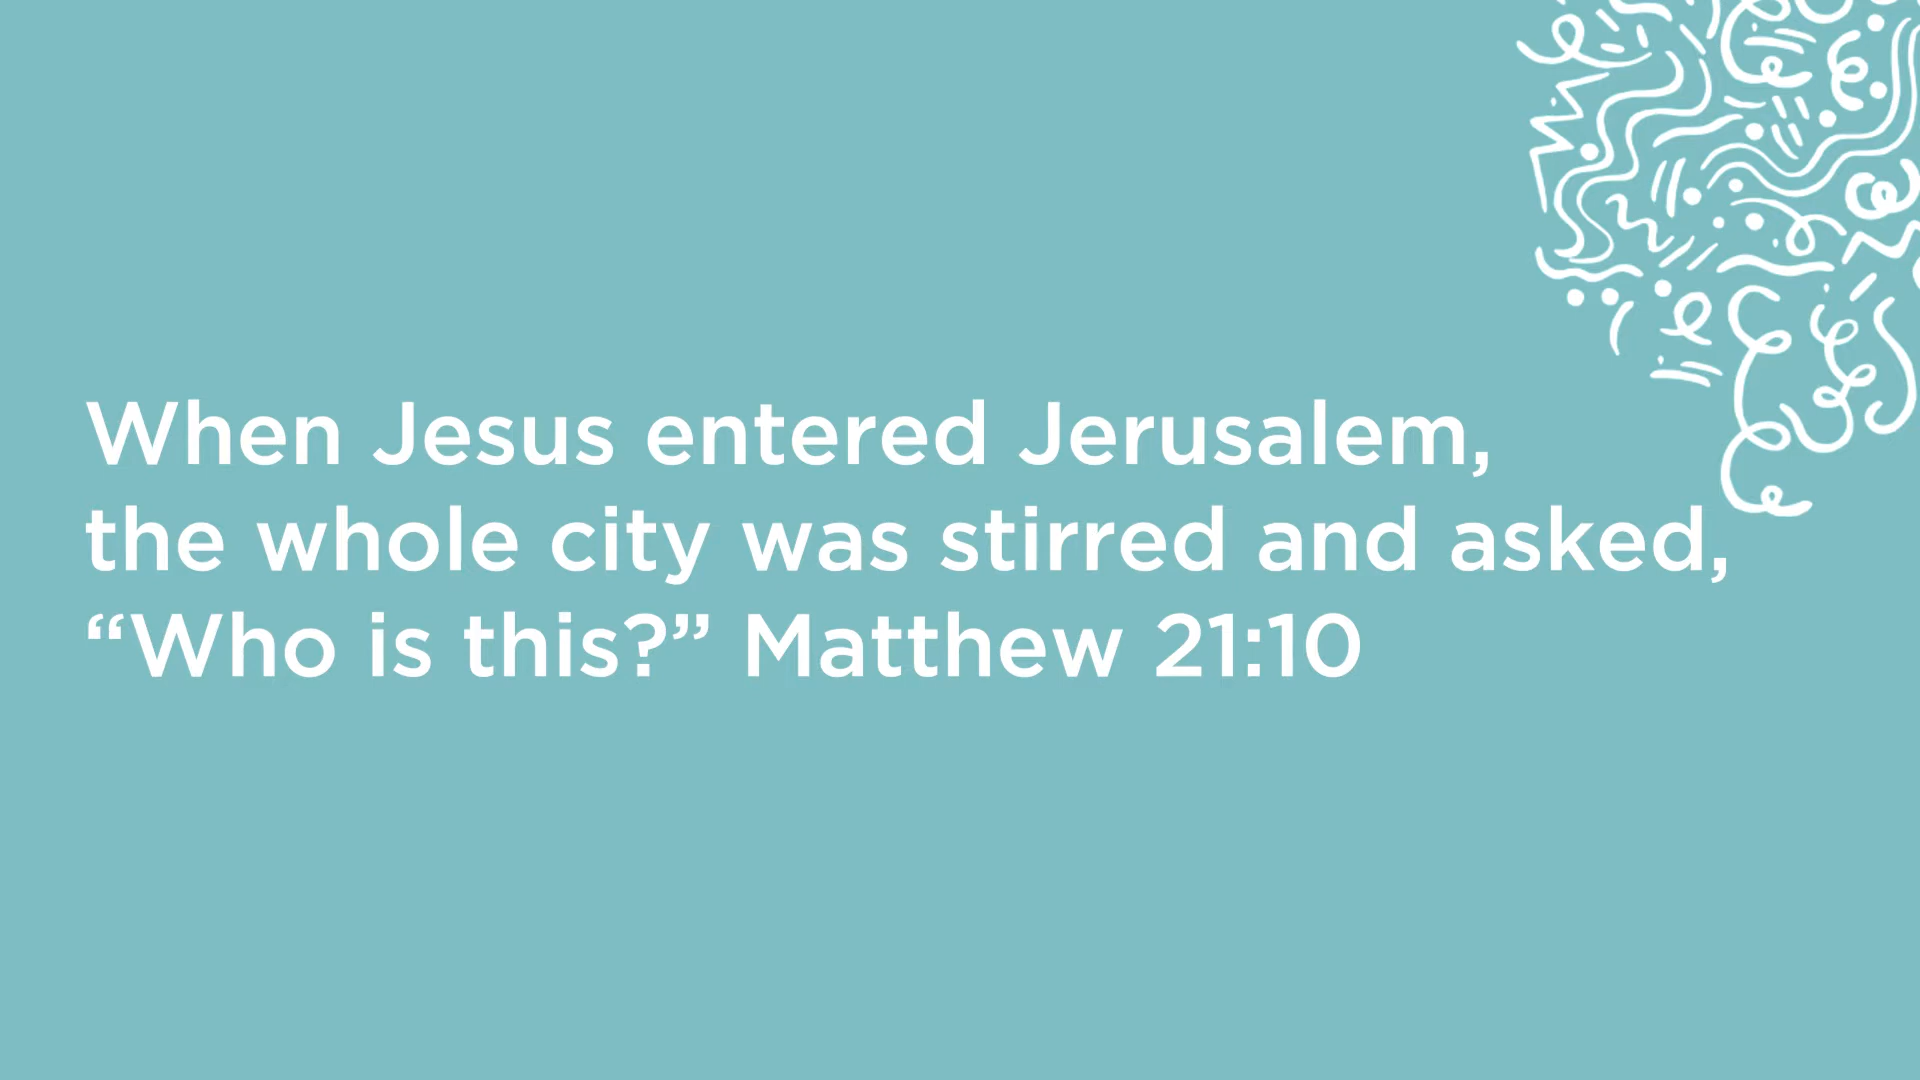 When Jesus entered Jerusalem,
the whole city was stirred and asked,
“Who is this?” Matthew 21:10